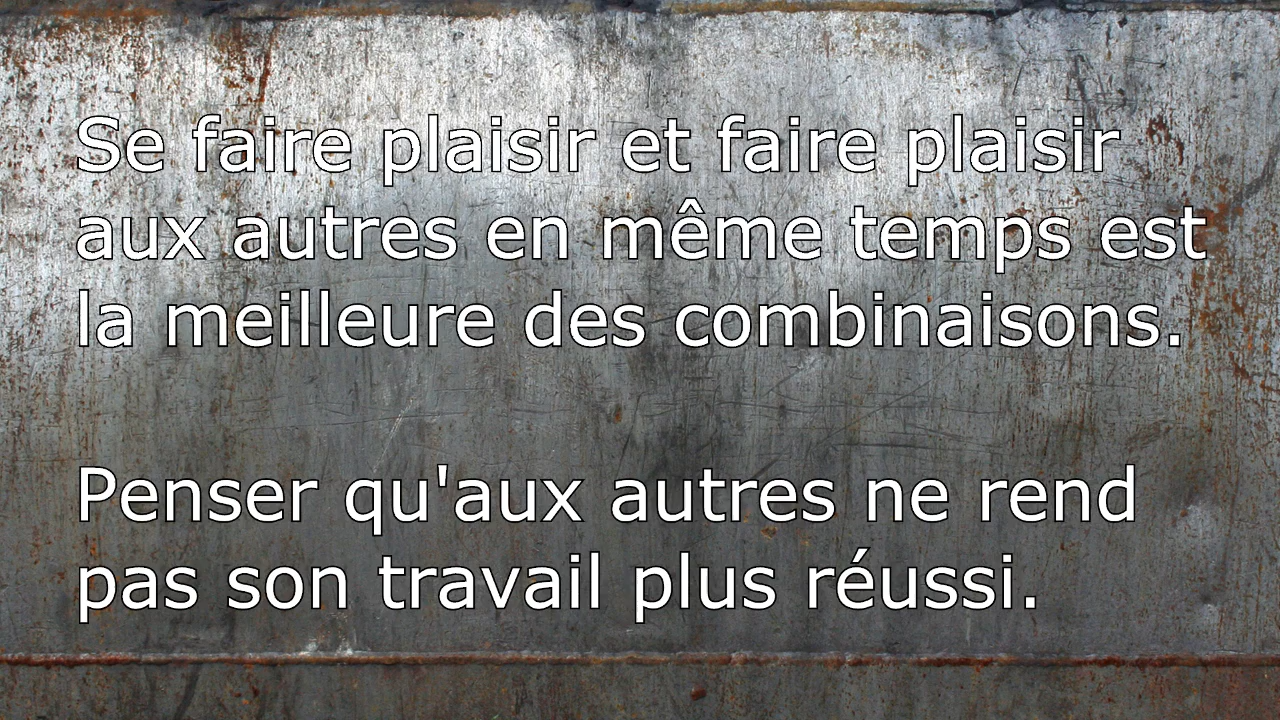 Se faire plaisir et faire plaisir
aux autres en même temps est
la meilleure des combinaisons.
Penser qu'aux autres ne rend
pas son travail plus réussi.